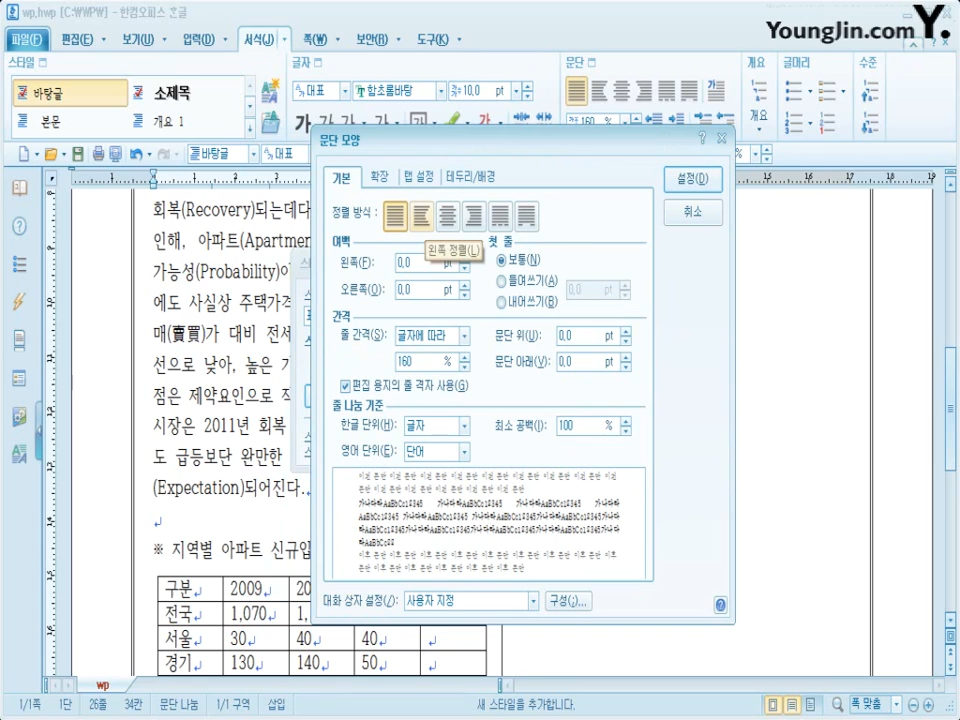 wp.hwp [C:\WPW] - 한컴오피스 한글
YoungJin.com Y.
파일(F) 편집(E) 보기(U) 입력(D) 서식(J) 쪽(W) 보안(R) 도구(K)
스타일 글자 문단 개요 글머리 수준
바탕글 소제목
본문 개요 1
대표 함초롬바탕 10,0 pt
160 %
개요
바탕글 대표
문단 모양
기본 확장 탭 설정 테두리/배경
설정(D)
취소
정렬 방식 :
왼쪽 정렬(L)
여백 첫 줄
왼쪽(F): 0,0 pt 보통(N)
들여쓰기(A) 0,0 pt
오른쪽(O): 0,0 pt
내어쓰기(B)
간격
줄 간격(S): 글자에 따라 문단 위(U): 0,0 pt
160 % 문단 아래(V): 0,0 pt
편집 용지의 줄 격자 사용(G)
줄 나눔 기준
한글 단위(H): 글자 최소 공백(I): 100 %
영어 단위(E): 단어
대화 상자 설정(/): 사용자 지정 구성(;)...
회복(Recovery)되는데다
인해, 아파트(Apartmen
가능성(Probability)이
에도 사실상 주택가격
매(賣買)가 대비 전세
선으로 낮아, 높은 기
점은 제약요인으로 작
시장은 2011년 회복
도 급등보단 완만한
(Expectation)되어진다.
※ 지역별 아파트 신규입
구분 2009 20
전국 1,070 1,
서울 30 40 40
경기 130 140 50
wp
1/1쪽 1단 26줄 34칸 문단 나눔 1/1 구역 삽입 새 스타일을 추가합니다. 폭 맞춤